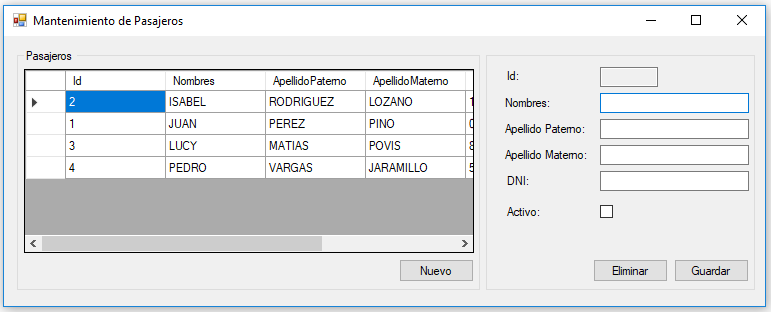 Mantenimiento de Pasajeros
Pasajeros
Id Nombres ApellidoPaterno ApellidoMaterno
2 ISABEL RODRIGUEZ LOZANO 1
1 JUAN PEREZ PINO 0
3 LUCY MATIAS POVIS 8
4 PEDRO VARGAS JARAMILLO 5
Nuevo
Id:
Nombres:
Apellido Paterno:
Apellido Materno:
DNI:
Activo:
Eliminar Guardar